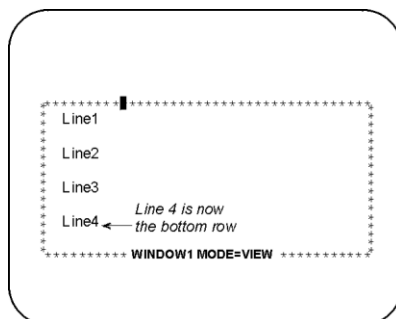 Line1
Line2
Line3
Line4
Line 4 is now
the bottom row
WINDOW1 MODE=VIEW